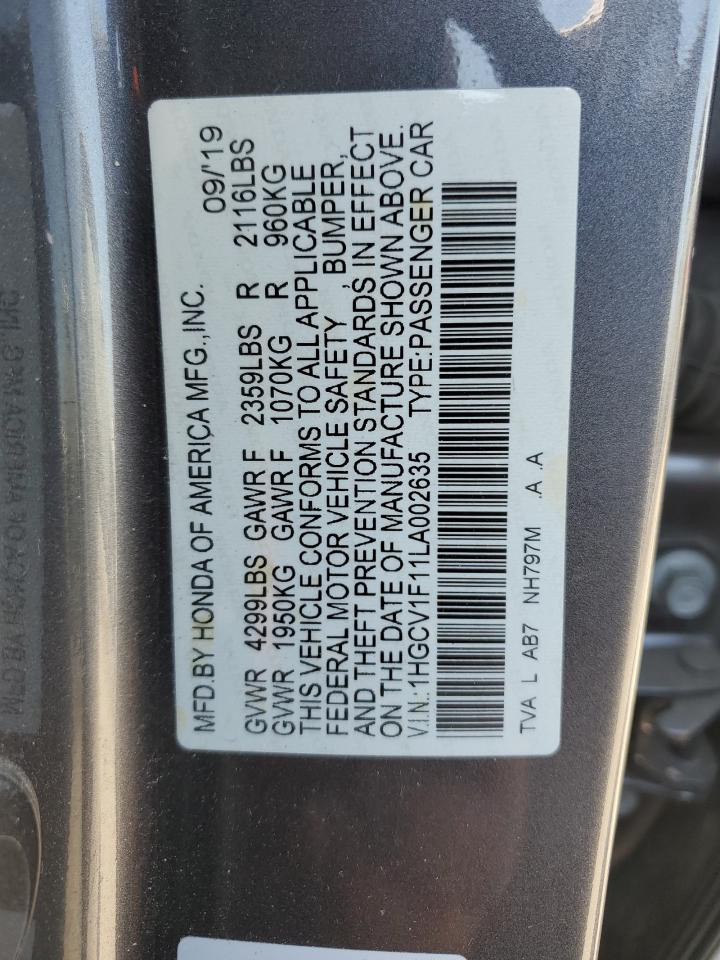 MFD.BY HONDA OF AMERICA MFG.,INC. 09/'19
GVWR 4299LBS GAWR F 2359LBS R 2116LBS
GVWR 1950KG GAWR F 1070KG R 960KG
THIS VEHICLE CONFORMS TO ALL APPLICABLE
FEDERAL MOTOR VEHICLE SAFETY, BUMPER,
AND THEFT PREVENTION STANDARDS, IN EFFECT
ON THE DATE OF MANUFACTURE SHOWN ABOVE.
V.I.N.: 1HGCV1F11LA002635 TYPE:PASSENGER CAR
TVA L AB7 NH797M .A .A